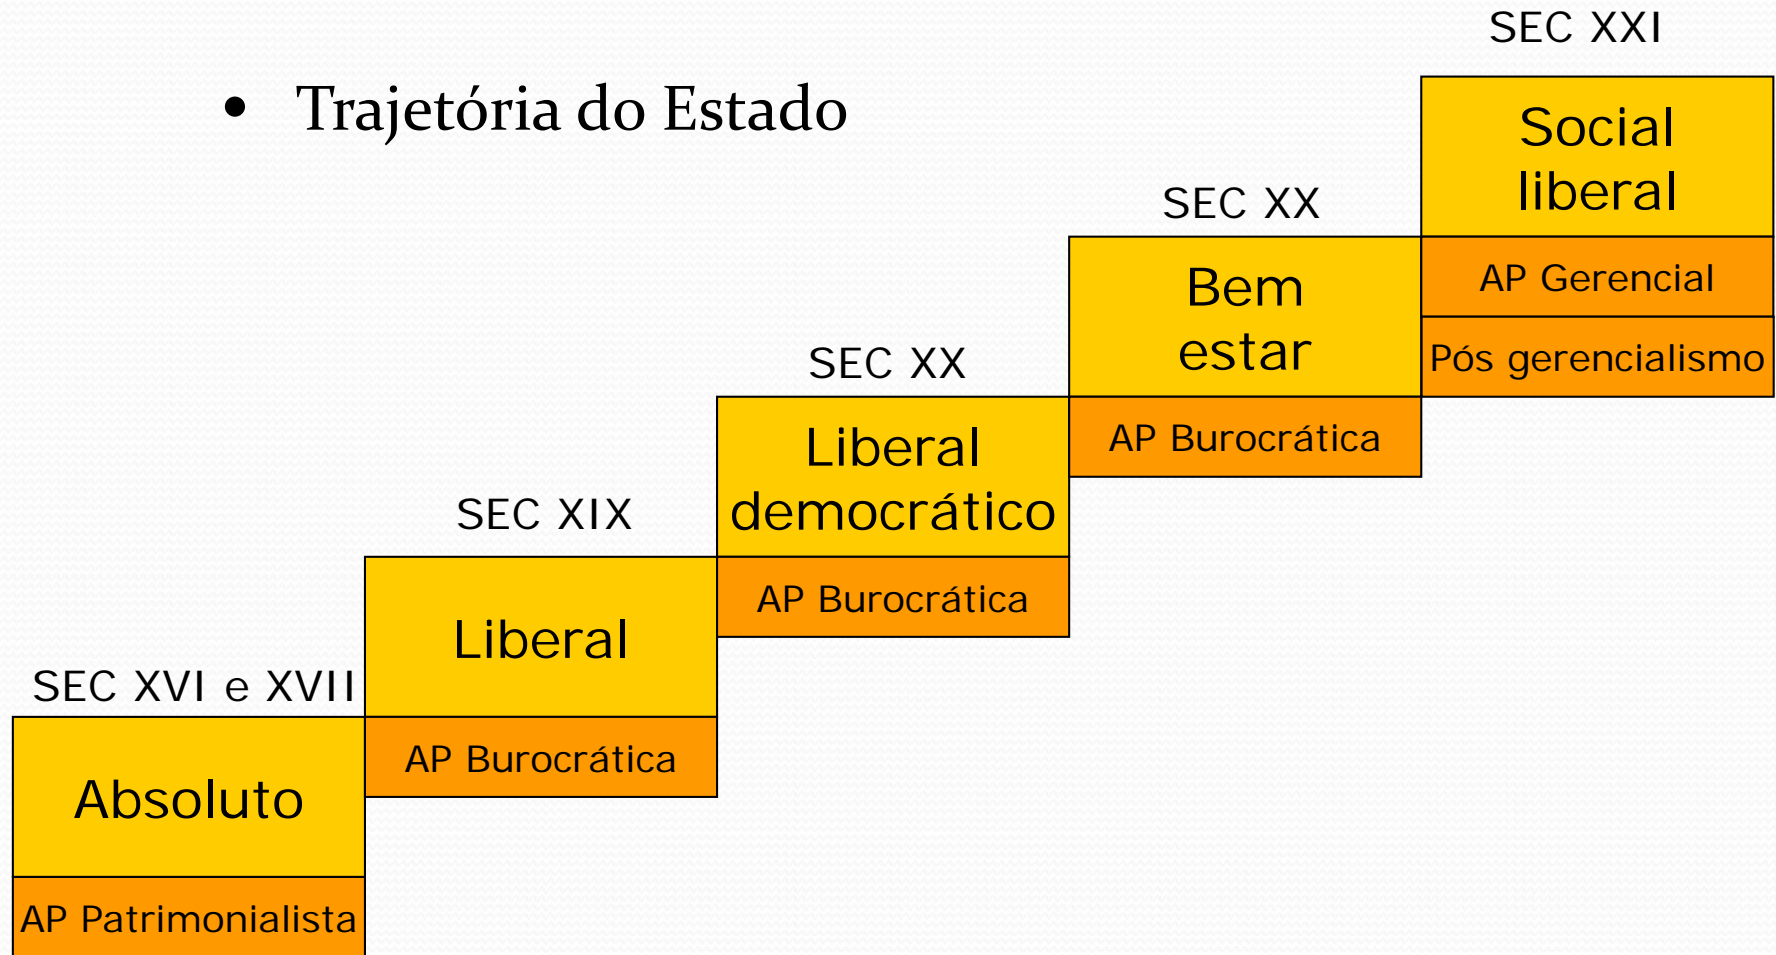 • Trajetória do Estado
SEC XVI e XVII
Absoluto
AP Patrimonialista
SEC XIX
Liberal
AP Burocrática
SEC XX
Liberal
democrático
AP Burocrática
SEC XX
Bem
estar
AP Burocrática
SEC XXI
Social
liberal
AP Gerencial
Pós gerencialismo